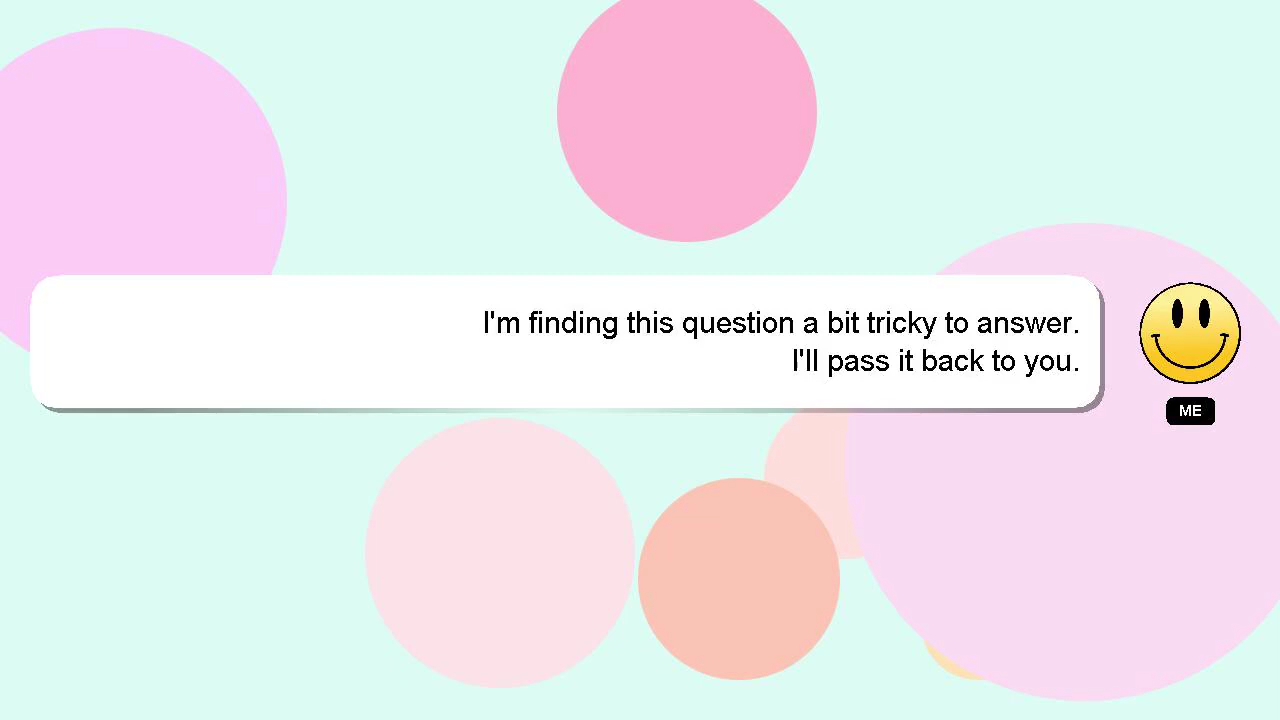 I'm finding this question a bit tricky to answer.
I'll pass it back to you.
ME